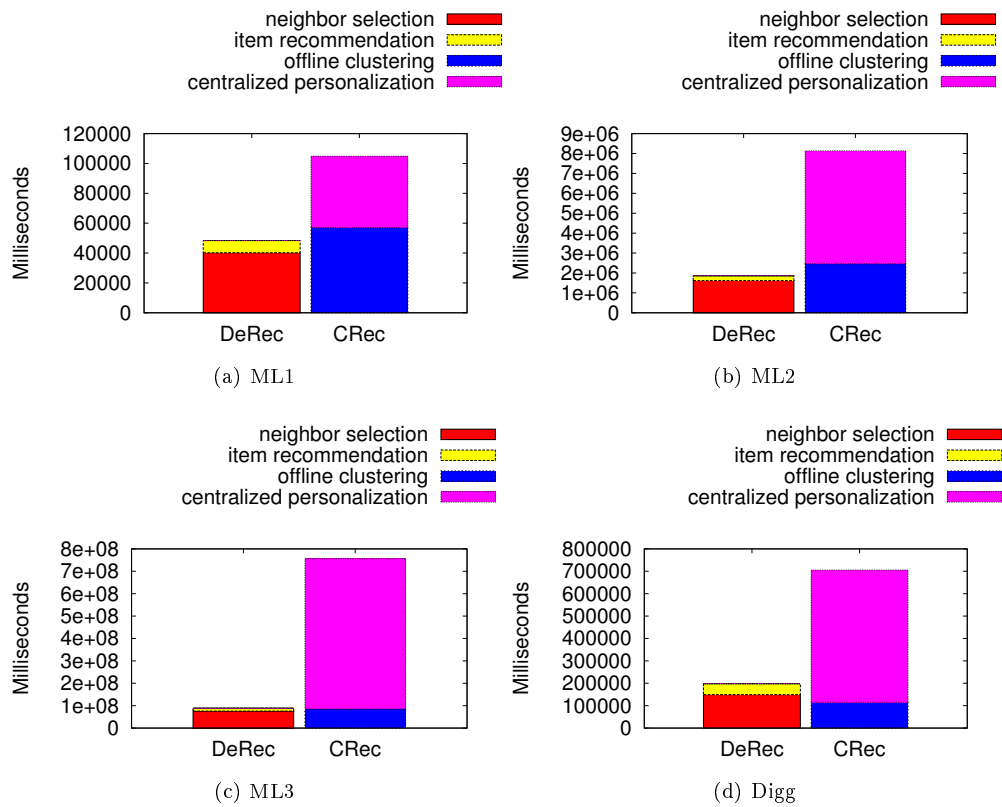 neighbor selection
item recommendation
offline clustering
centralized personalization
120000
100000
80000
60000
40000
20000
0
Milliseconds
DeRec CRec
(a) ML1
neighbor selection
item recommendation
offline clustering
centralized personalization
9e+06
8e+06
7e+06
6e+06
5e+06
4e+06
3e+06
2e+06
1e+06
0
Milliseconds
DeRec CRec
(b) ML2
neighbor selection
item recommendation
offline clustering
centralized personalization
8e+08
7e+08
6e+08
5e+08
4e+08
3e+08
2e+08
1e+08
0
Milliseconds
DeRec CRec
(c) ML3
neighbor selection
item recommendation
offline clustering
centralized personalization
800000
700000
600000
500000
400000
300000
200000
100000
0
Milliseconds
DeRec CRec
(d) Digg